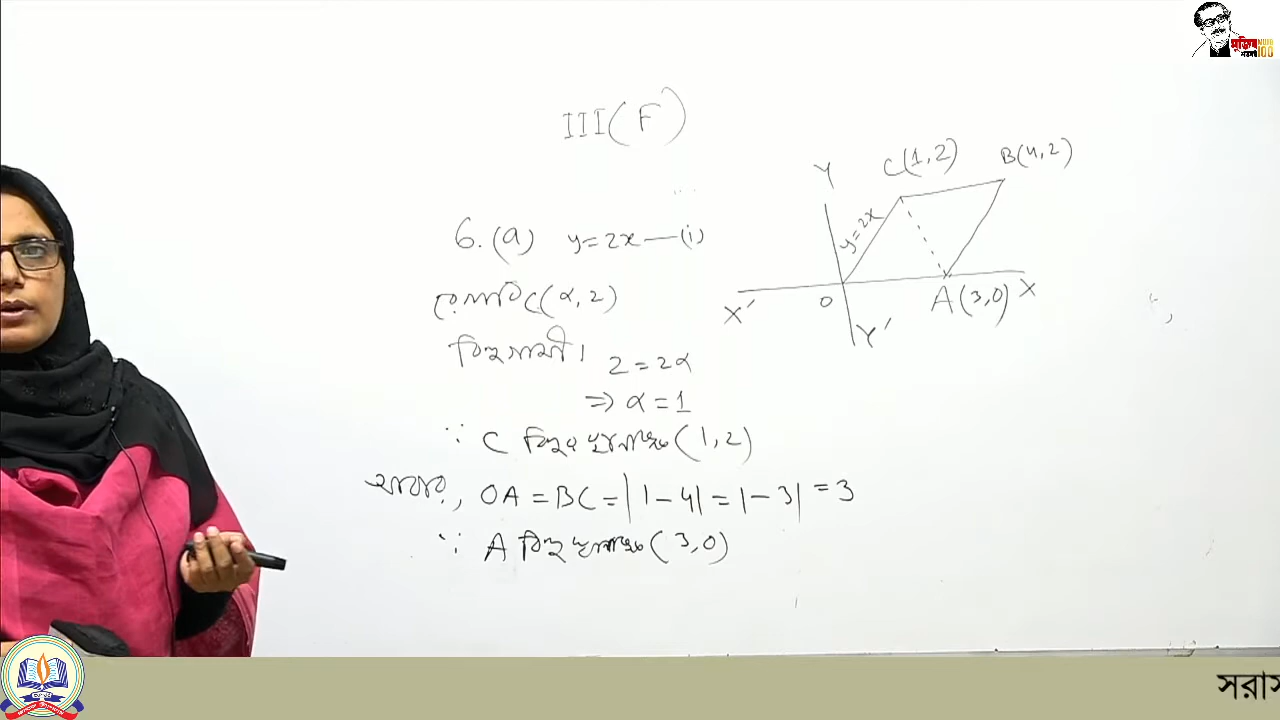 III(F)
6.(a) y=2x—(i)
রেখাটি C(α,2)
বিন্দুগামী। 2=2α
⇒ α=1
∵ C বিন্দুর স্থানাঙ্ক (1,2)
আবার, OA=BC=|1-4|=|-3|=3
∵ A বিন্দুর স্থানাঙ্ক (3,0)
Y
C(1,2)
B(4,2)
y=2x
X′
O
A(3,0)
X
Y′
মুজিব
100
সরাস